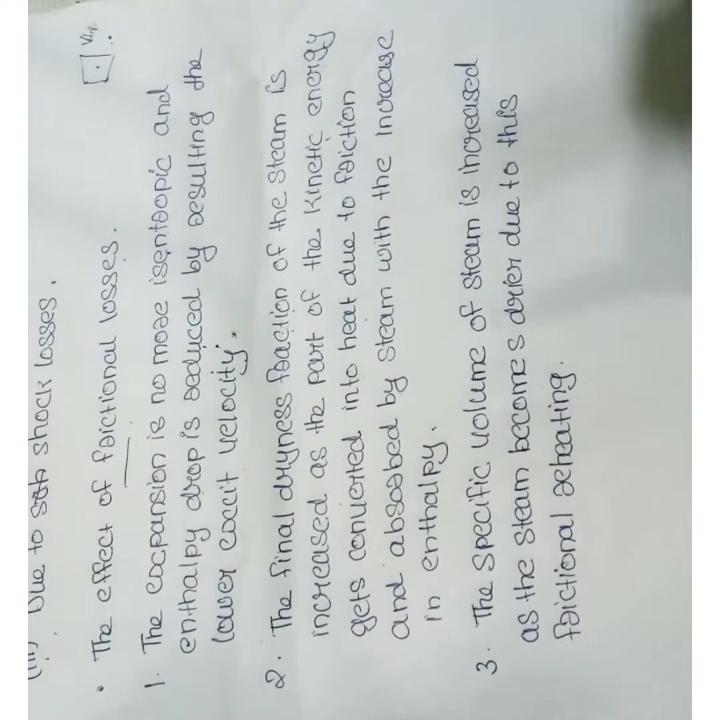 (iii) Due to shock losses.
• The effect of frictional losses.
1. The expansion is no more isentropic and
enthalpy drop is reduced by resulting the
lower exit velocity.
2. The final dryness fraction of the steam is
increased as the part of the kinetic energy
gets converted into heat due to friction
and absorbed by steam with the increase
in enthalpy.
3. The specific volume of steam is increased
as the steam becomes drier due to this
frictional reheating.